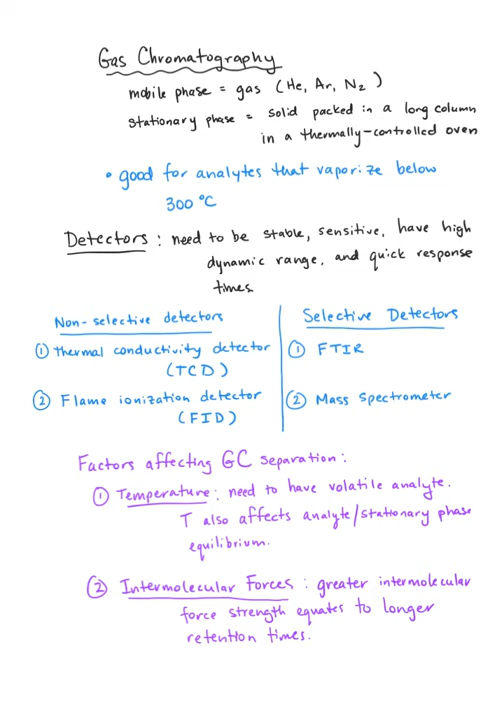 Gas Chromatography
mobile phase = gas (He, Ar, N₂)
stationary phase = solid packed in a long column
in a thermally-controlled oven
• good for analytes that vaporize below
300 °C
Detectors : need to be stable, sensitive, have high
dynamic range, and quick response
times
Non-selective detectors
① Thermal conductivity detector
(TCD)
② Flame ionization detector
(FID)
Selective Detectors
① FTIR
② Mass Spectrometer
Factors affecting GC separation :
① Temperature : need to have volatile analyte.
T also affects analyte/stationary phase
equilibrium.
② Intermolecular Forces : greater intermolecular
force strength equates to longer
retention times.